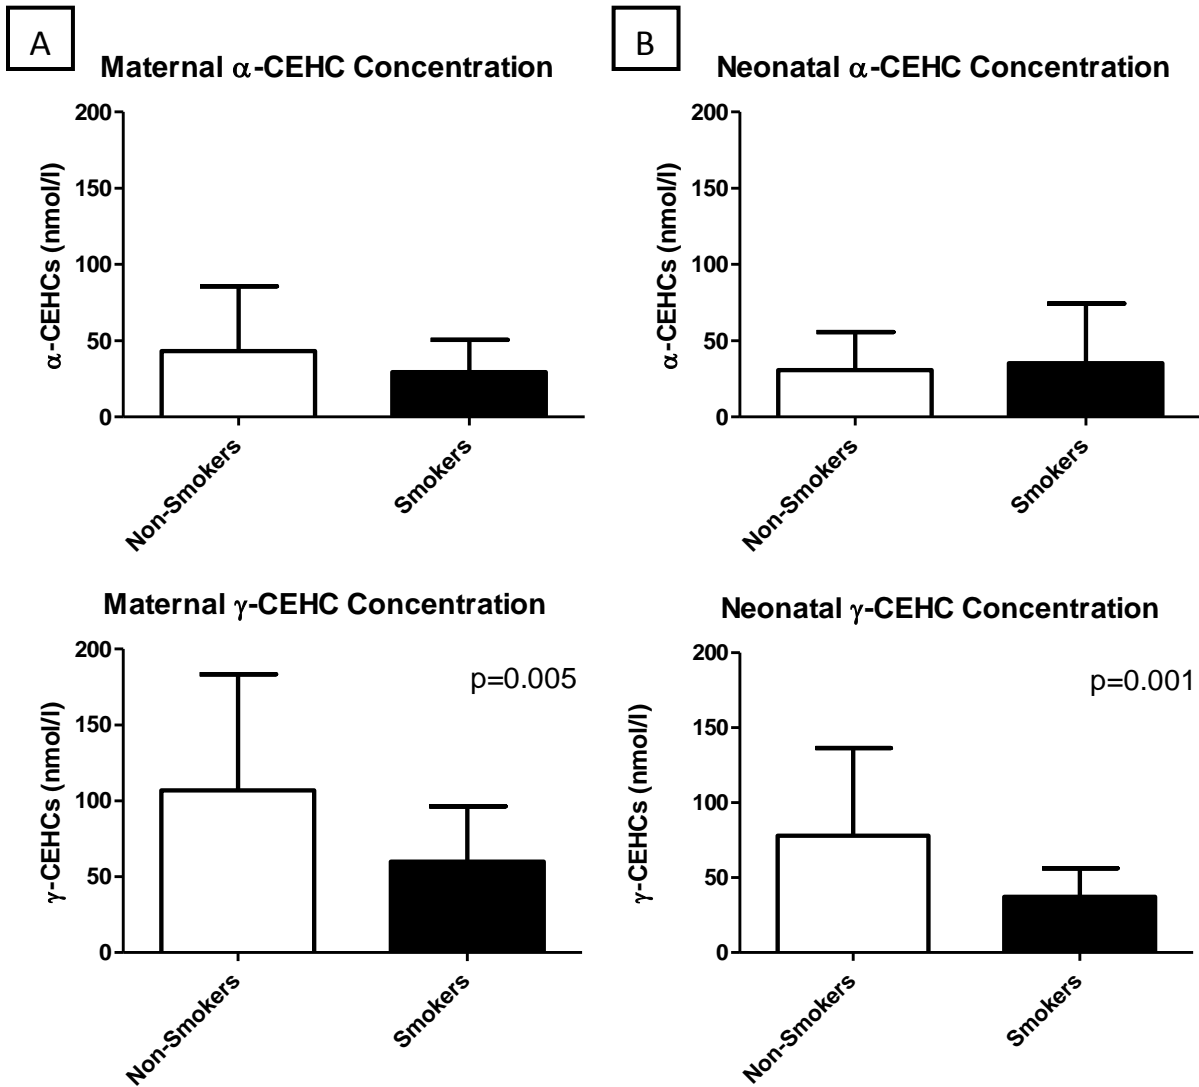 A
Maternal α-CEHC Concentration
α-CEHCs (nmol/l)
200
150
100
50
0
Non-Smokers
Smokers
B
Neonatal α-CEHC Concentration
α-CEHCs (nmol/l)
200
150
100
50
0
Non-Smokers
Smokers
Maternal γ-CEHC Concentration
γ-CEHCs (nmol/l)
200
150
100
50
0
p=0.005
Non-Smokers
Smokers
Neonatal γ-CEHC Concentration
γ-CEHCs (nmol/l)
200
150
100
50
0
p=0.001
Non-Smokers
Smokers